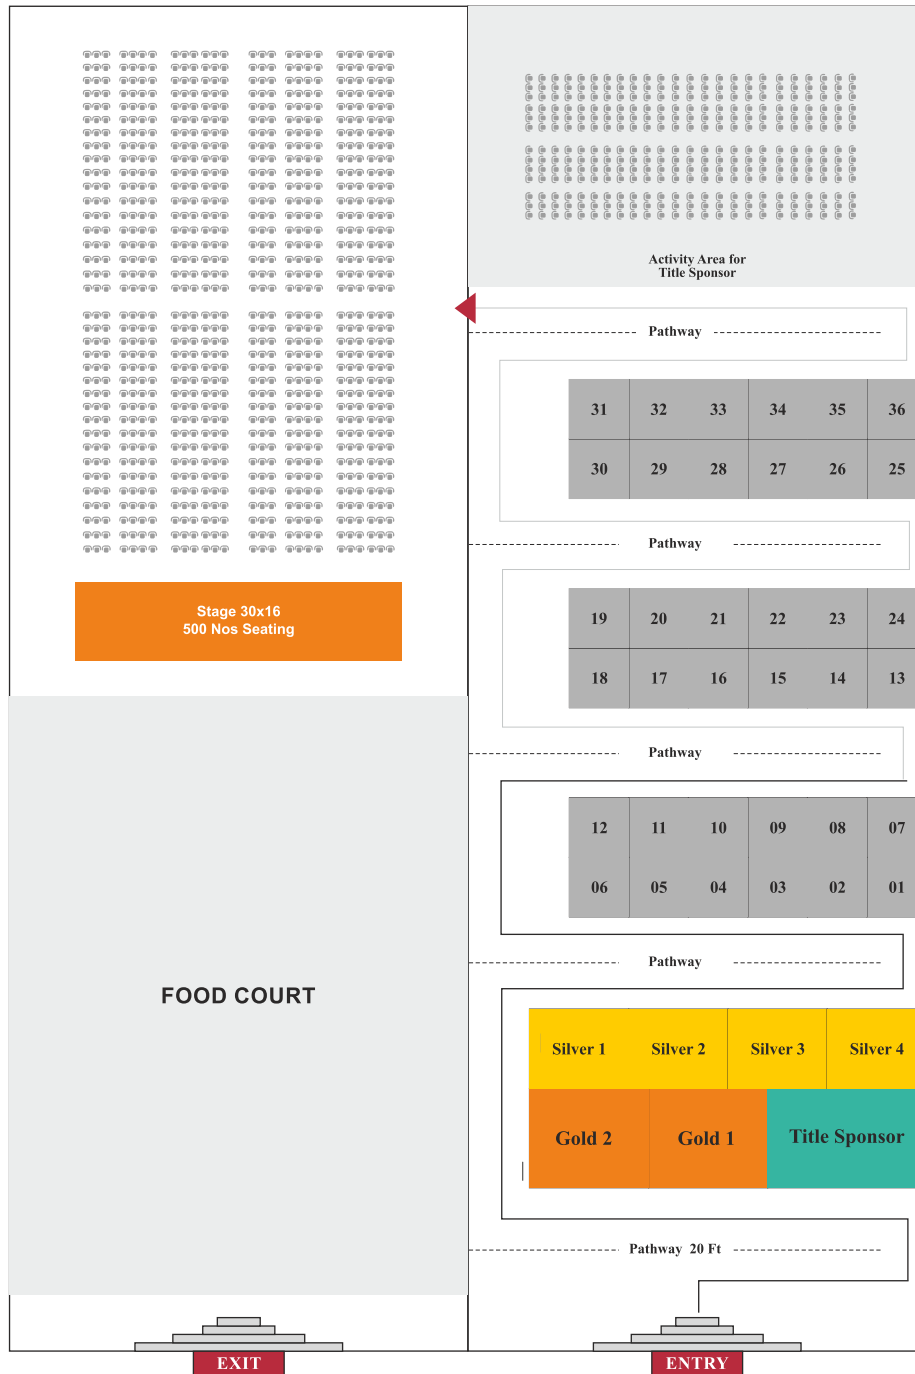 Activity Area for
Title Sponsor
Pathway
31 32 33 34 35 36
30 29 28 27 26 25
Pathway
19 20 21 22 23 24
18 17 16 15 14 13
Stage 30x16
500 Nos Seating
Pathway
12 11 10 09 08 07
06 05 04 03 02 01
Pathway
FOOD COURT
Silver 1 Silver 2 Silver 3 Silver 4
Gold 2 Gold 1 Title Sponsor
Pathway 20 Ft
EXIT
ENTRY